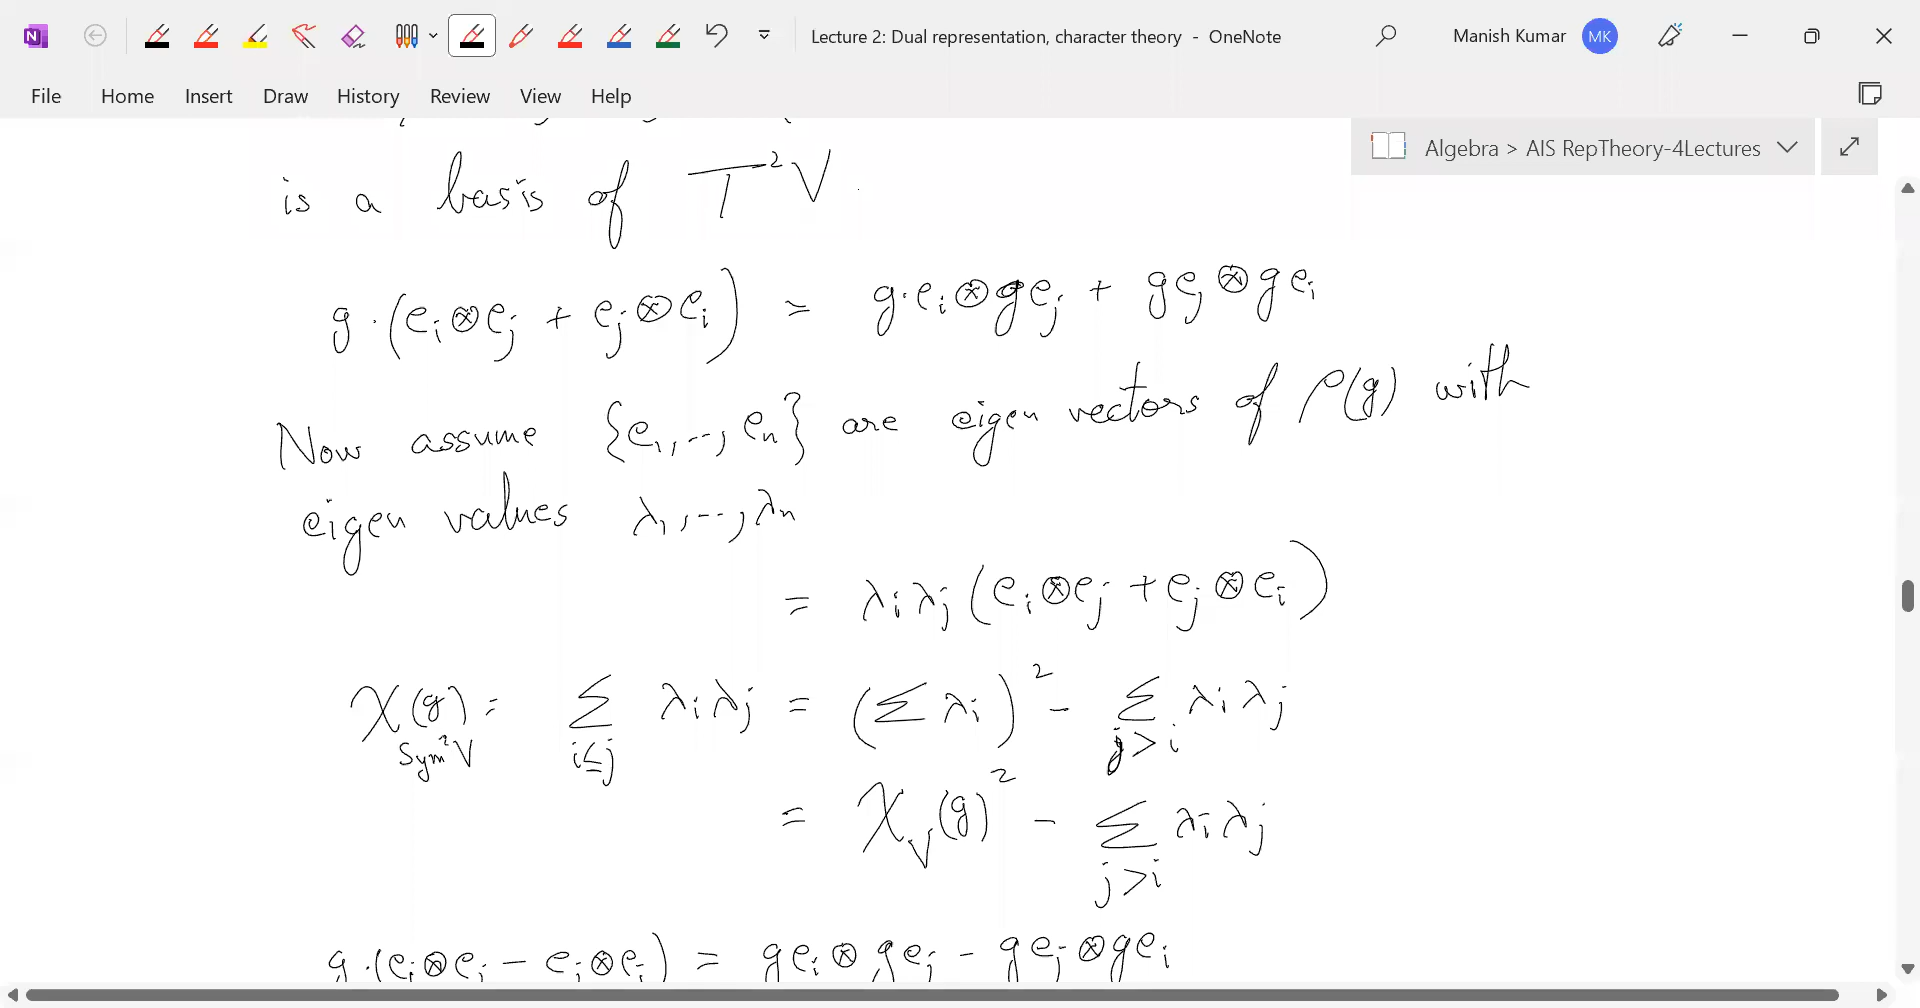 Lecture 2: Dual representation, character theory - OneNote
Manish Kumar MK
File Home Insert Draw History Review View Help
Algebra > AIS RepTheory-4Lectures
is a basis of T²V
g·(eᵢ⊗eⱼ + eⱼ⊗eᵢ) = g·eᵢ⊗geⱼ + geⱼ⊗geᵢ
Now assume {e₁,--,eₙ} are eigen vectors of ρ(g) with
eigen values λ₁,--,λₙ
= λᵢλⱼ(eᵢ⊗eⱼ + eⱼ⊗eᵢ)
χ_{Sym²V}(g) = Σ_{i≤j} λᵢλⱼ = (Σλᵢ)² - Σ_{j>i} λᵢλⱼ
= χ_V(g)² - Σ_{j>i} λᵢλⱼ
g·(eᵢ⊗eⱼ - eⱼ⊗eᵢ) = geᵢ⊗geⱼ - geⱼ⊗geᵢ